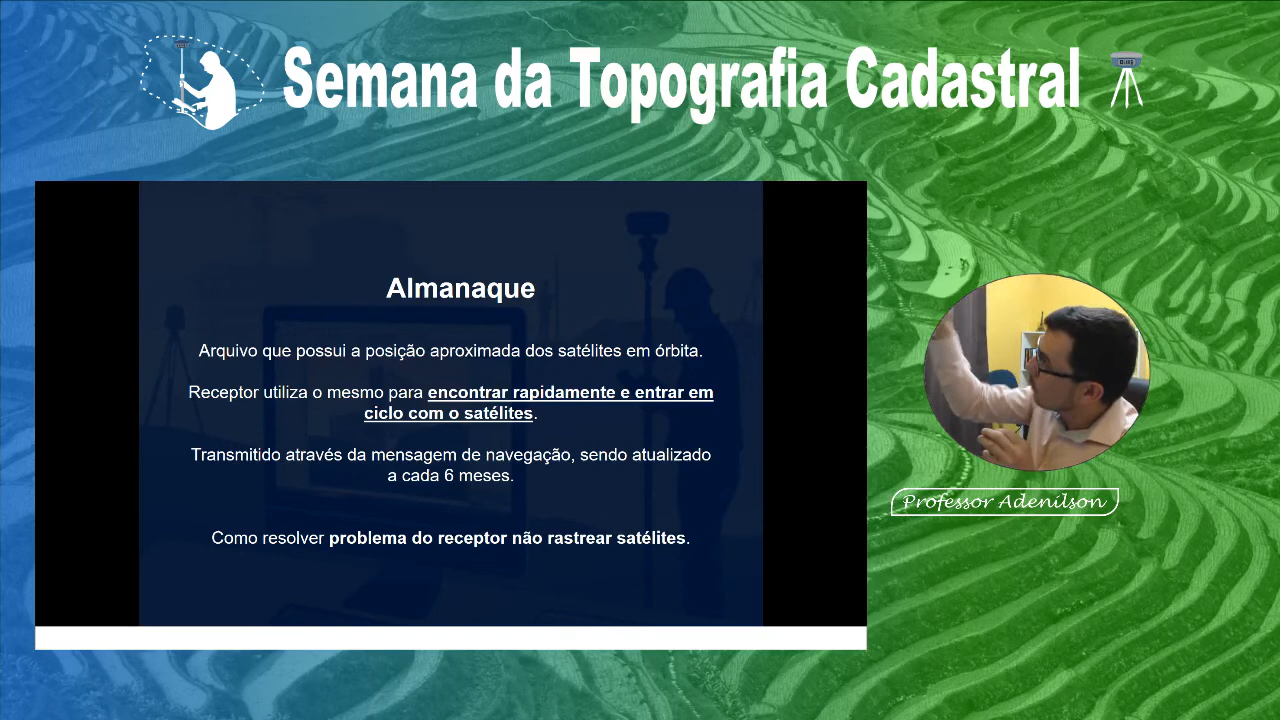 Semana da Topografia Cadastral
Almanaque
Arquivo que possui a posição aproximada dos satélites em órbita.
Receptor utiliza o mesmo para encontrar rapidamente e entrar em
ciclo com o satélites.
Transmitido através da mensagem de navegação, sendo atualizado
a cada 6 meses.
Como resolver problema do receptor não rastrear satélites.
Professor Adenilson